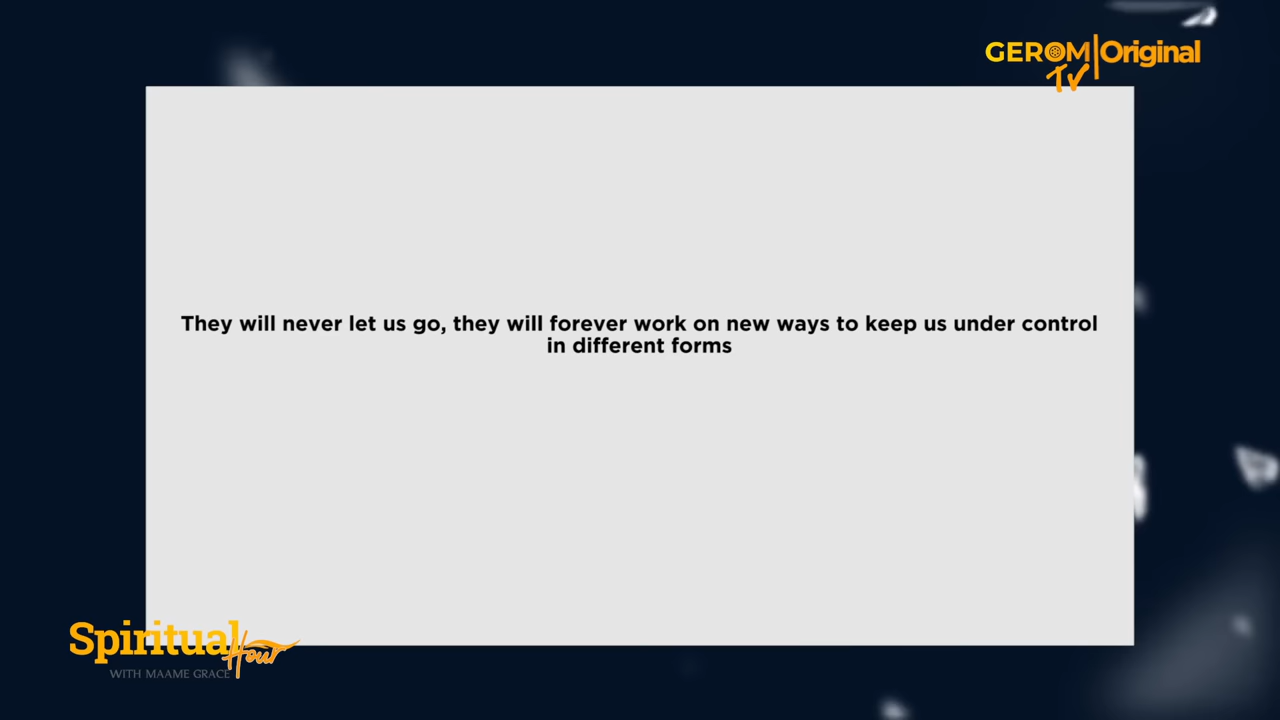 GEROM TV | Original
They will never let us go, they will forever work on new ways to keep us under control
in different forms
Spiritual Hour
WITH MAAME GRACE